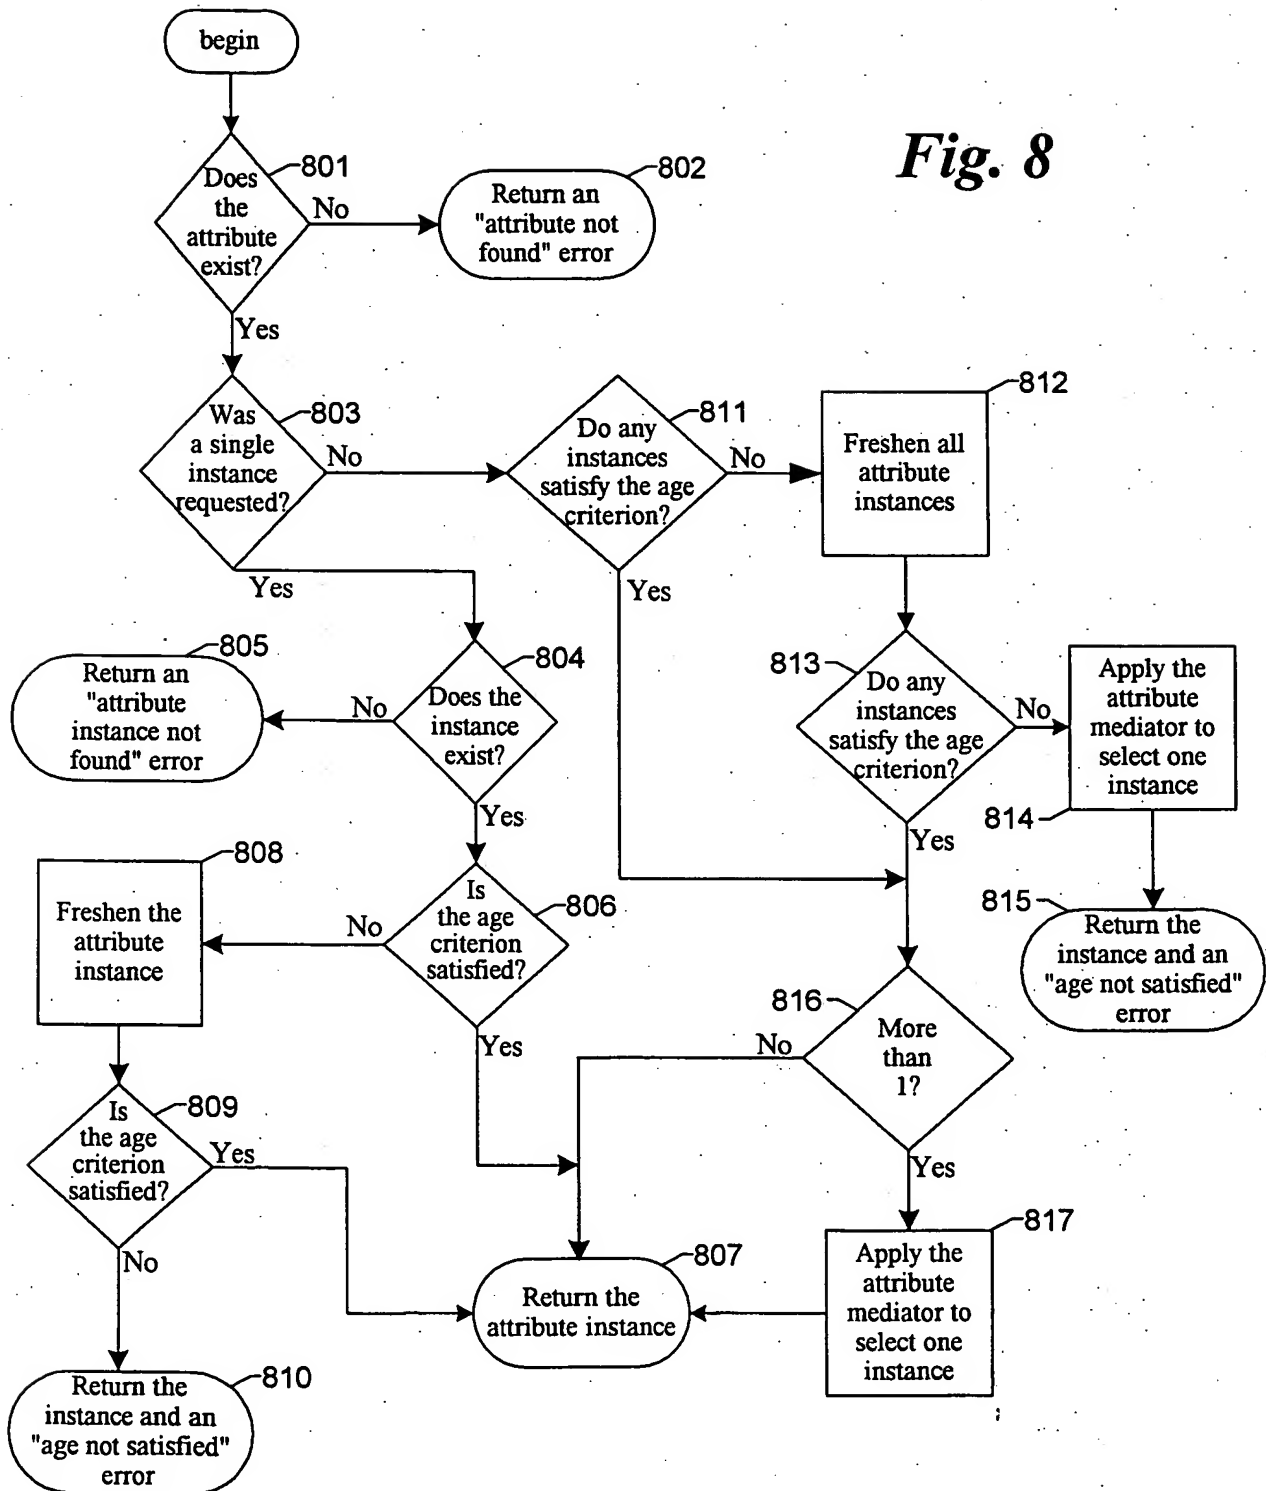 begin
Fig. 8
801
Does
the
attribute
exist?
No
802
Return an
"attribute not
found" error
Yes
803
Was
a single
instance
requested?
No
811
Do any
instances
satisfy the age
criterion?
No
812
Freshen all
attribute
instances
Yes
Yes
805
Return an
"attribute
instance not
found" error
No
804
Does the
instance
exist?
813
Do any
instances
satisfy the age
criterion?
No
Apply the
attribute
mediator to
select one
instance
814
Yes
Yes
808
Freshen the
attribute
instance
No
806
Is
the age
criterion
satisfied?
815
Return the
instance and an
"age not satisfied"
error
816
More
than
1?
No
Yes
809
Is
the age
criterion
satisfied?
Yes
Yes
No
807
Return the
attribute instance
817
Apply the
attribute
mediator to
select one
instance
810
Return the
instance and an
"age not satisfied"
error